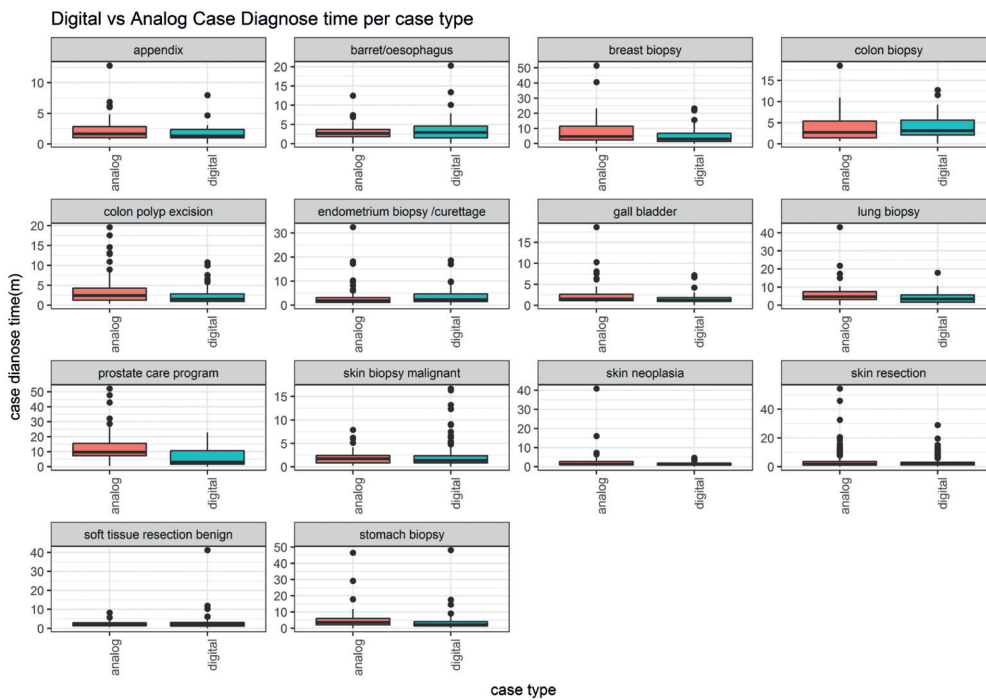 Digital vs Analog Case Diagnose time per case type
appendix
barret/oesophagus
breast biopsy
colon biopsy
10
5
0
analog
digital
20
15
10
5
0
analog
digital
50
40
30
20
10
0
analog
digital
15
10
5
0
analog
digital
colon polyp excision
endometrium biopsy /curettage
gall bladder
lung biopsy
20
15
10
5
0
analog
digital
30
20
10
0
analog
digital
15
10
5
0
analog
digital
40
30
20
10
0
analog
digital
case dianose time(m)
prostate care program
skin biopsy malignant
skin neoplasia
skin resection
50
40
30
20
10
0
analog
digital
15
10
5
0
analog
digital
40
30
20
10
0
analog
digital
40
20
0
analog
digital
soft tissue resection benign
stomach biopsy
40
30
20
10
0
analog
digital
50
40
30
20
10
0
analog
digital
case type